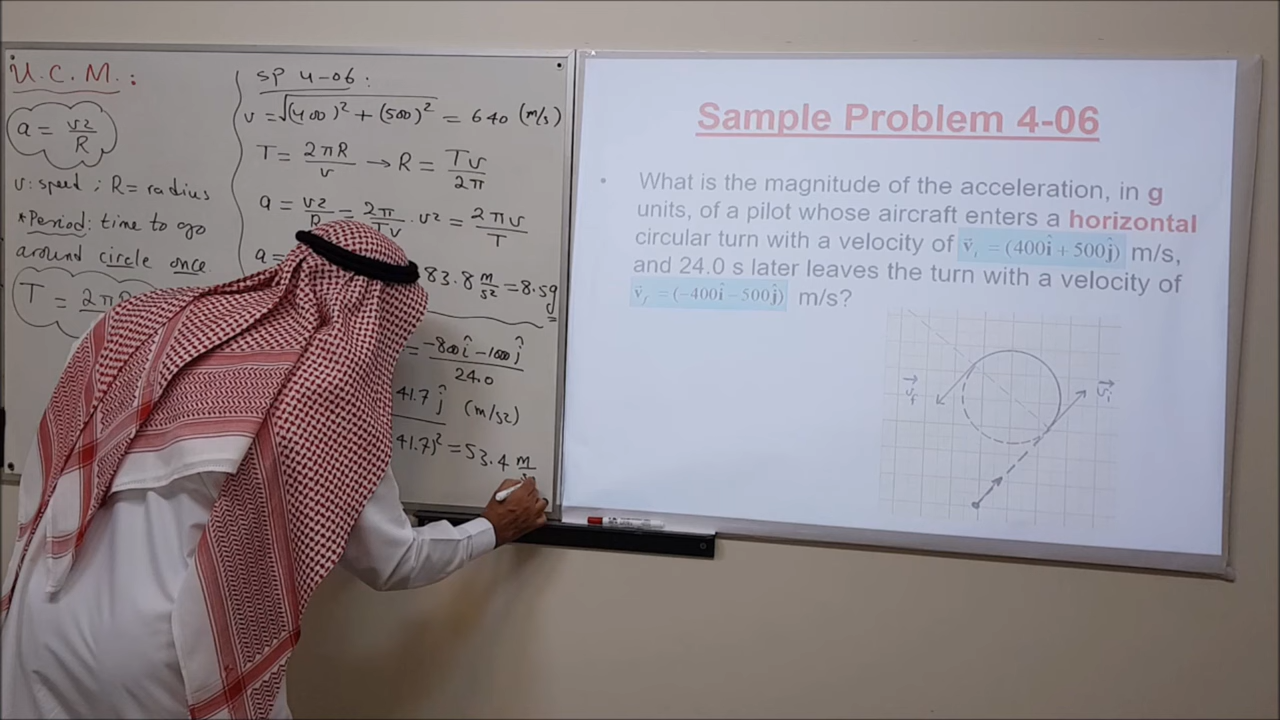 U.C.M.:
a = v2/R
v: speed ; R = radius
*Period: time to go
around circle once.
T = 2π
SP 4-06:
v = √(400)² + (500)² = 640 (m/s)
T = 2πR/v → R = Tv/2π
a = v2/R = 2π/Tv · v² = 2πv/T
a =
83.8 m/s² = 8.5g
= -800î - 1000ĵ/24.0
41.7 ĵ (m/s2)
41.7)² = 53.4 m
Sample Problem 4-06
• What is the magnitude of the acceleration, in g
units, of a pilot whose aircraft enters a horizontal
circular turn with a velocity of v⃗ᵢ = (400î + 500ĵ) m/s,
and 24.0 s later leaves the turn with a velocity of
v⃗f = (−400î − 500ĵ) m/s?
v⃗f
v⃗ᵢ